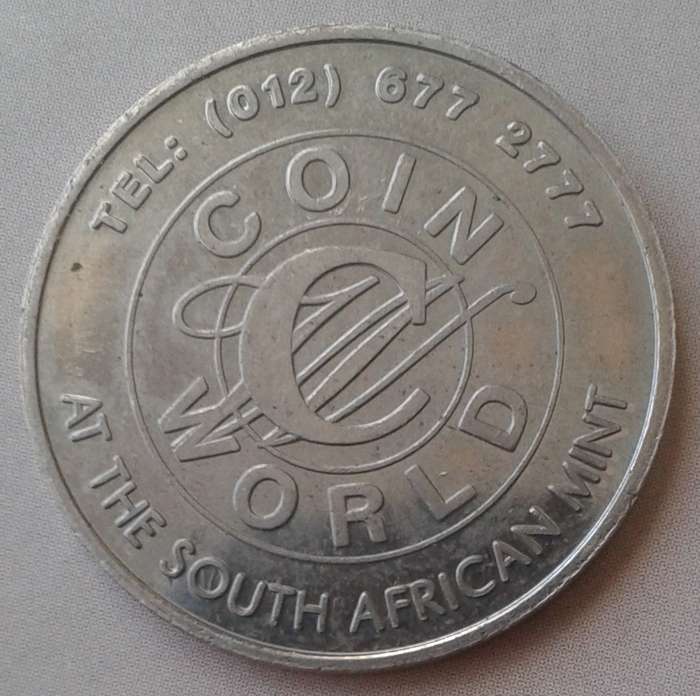 TEL: (012) 677 2777
COIN
WORLD
AT THE SOUTH AFRICAN MINT